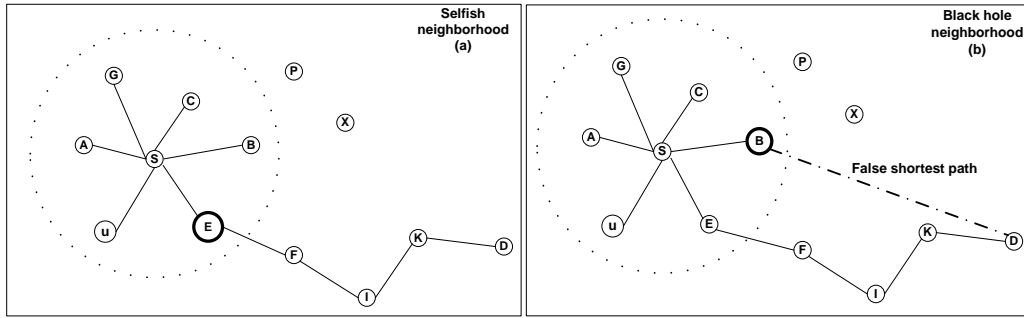 Selfish
neighborhood
(a)
P
G
C
X
A
S
B
u
E
F
K
D
I
Black hole
neighborhood
(b)
P
G
C
X
A
S
B
False shortest path
u
E
F
K
D
I